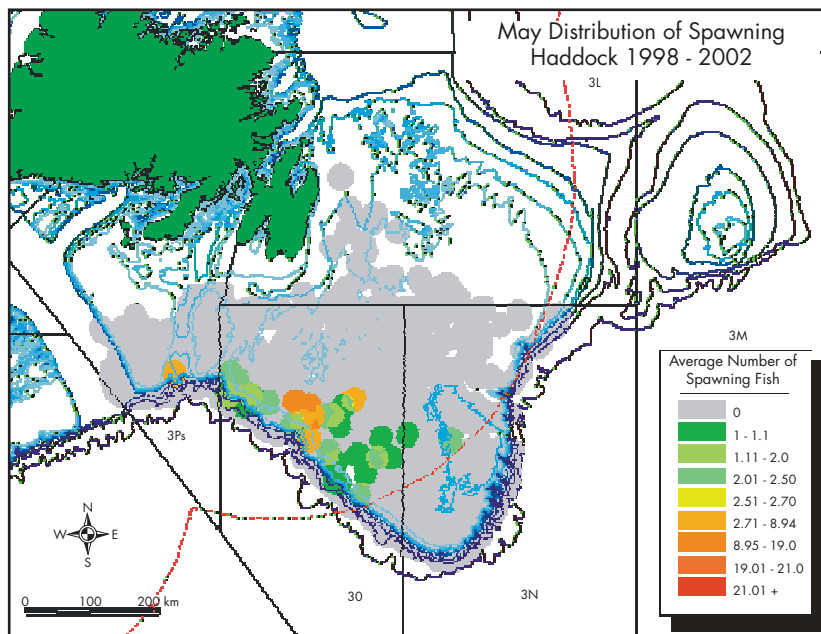 May Distribution of Spawning
Haddock 1998 - 2002
3L
3M
Average Number of
Spawning Fish
0
1 - 1.1
1.11 - 2.0
2.01 - 2.50
2.51 - 2.70
2.71 - 8.94
8.95 - 19.0
19.01 - 21.0
21.01 +
3Ps
N
W E
S
0 100 200 km
30
3N